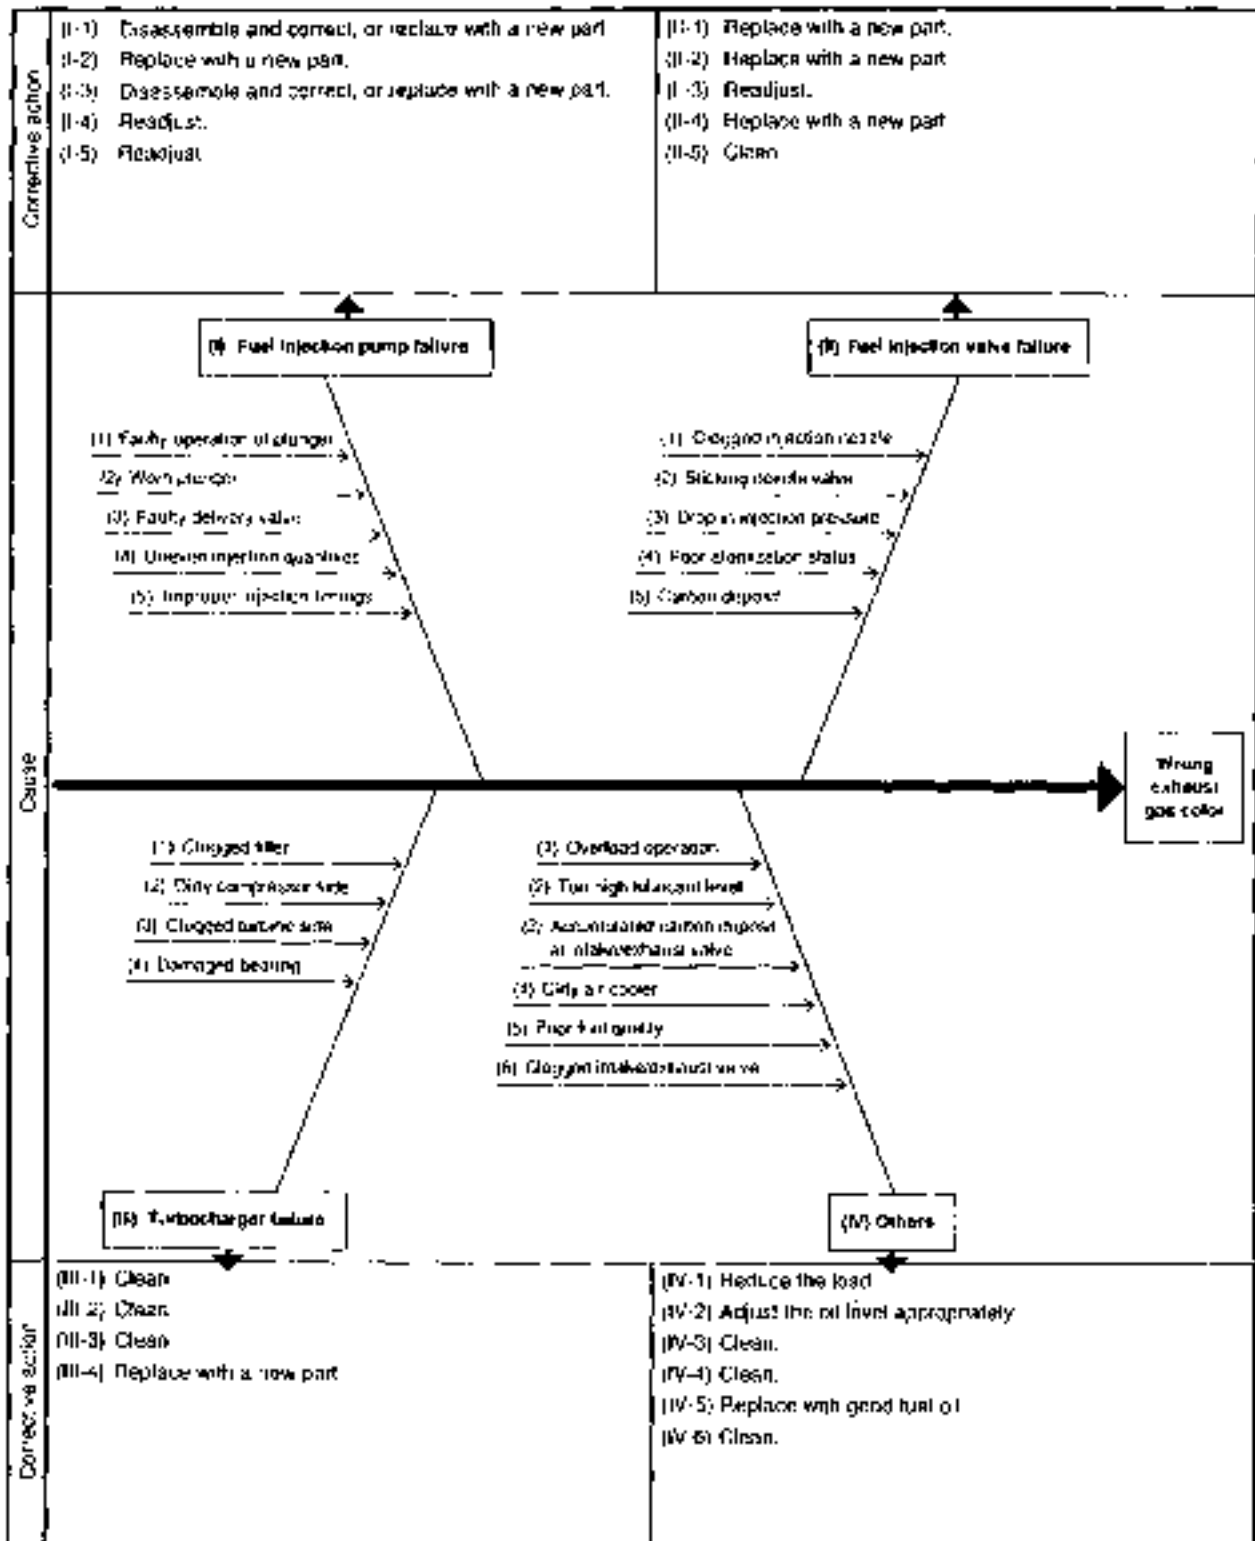 Corrective action
(I-1) Disassemble and correct, or replace with a new part
(I-2) Replace with a new part.
(I-3) Disassemble and correct, or replace with a new part.
(I-4) Readjust.
(I-5) Readjust
(II-1) Replace with a new part.
(II-2) Replace with a new part
(II-3) Readjust.
(II-4) Replace with a new part
(II-5) Clean
Cause
(I) Fuel injection pump failure
(1) Faulty operation of plunger
(2) Worn plunger
(3) Faulty delivery valve
(4) Uneven injection quantities
(5) Improper injection timings
(II) Fuel injection valve failure
(1) Clogged injection nozzle
(2) Sticking nozzle valve
(3) Drop in injection pressure
(4) Poor atomization status
(5) Carbon deposit
Wrong
exhaust
gas color
(1) Clogged filter
(2) Dirty compressor side
(3) Clogged turbine side
(4) Damaged bearing
(III) Turbocharger failure
(1) Overload operation
(2) Too high lubricant level
(3) Accumulated carbon deposit
at intake/exhaust valve
(4) Dirty air cooler
(5) Poor fuel quality
(6) Clogged intake/exhaust valve
(IV) Others
Corrective action
(III-1) Clean
(III-2) Clean
(III-3) Clean
(III-4) Replace with a new part
(IV-1) Reduce the load
(IV-2) Adjust the oil level appropriately
(IV-3) Clean.
(IV-4) Clean.
(IV-5) Replace with good fuel oil
(IV-6) Clean.